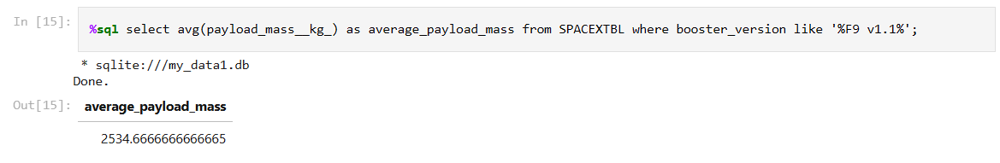 In [15]: %sql select avg(payload_mass__kg_) as average_payload_mass from SPACEXTBL where booster_version like '%F9 v1.1%';
* sqlite:///my_data1.db
Done.
Out[15]: average_payload_mass
2534.6666666666665